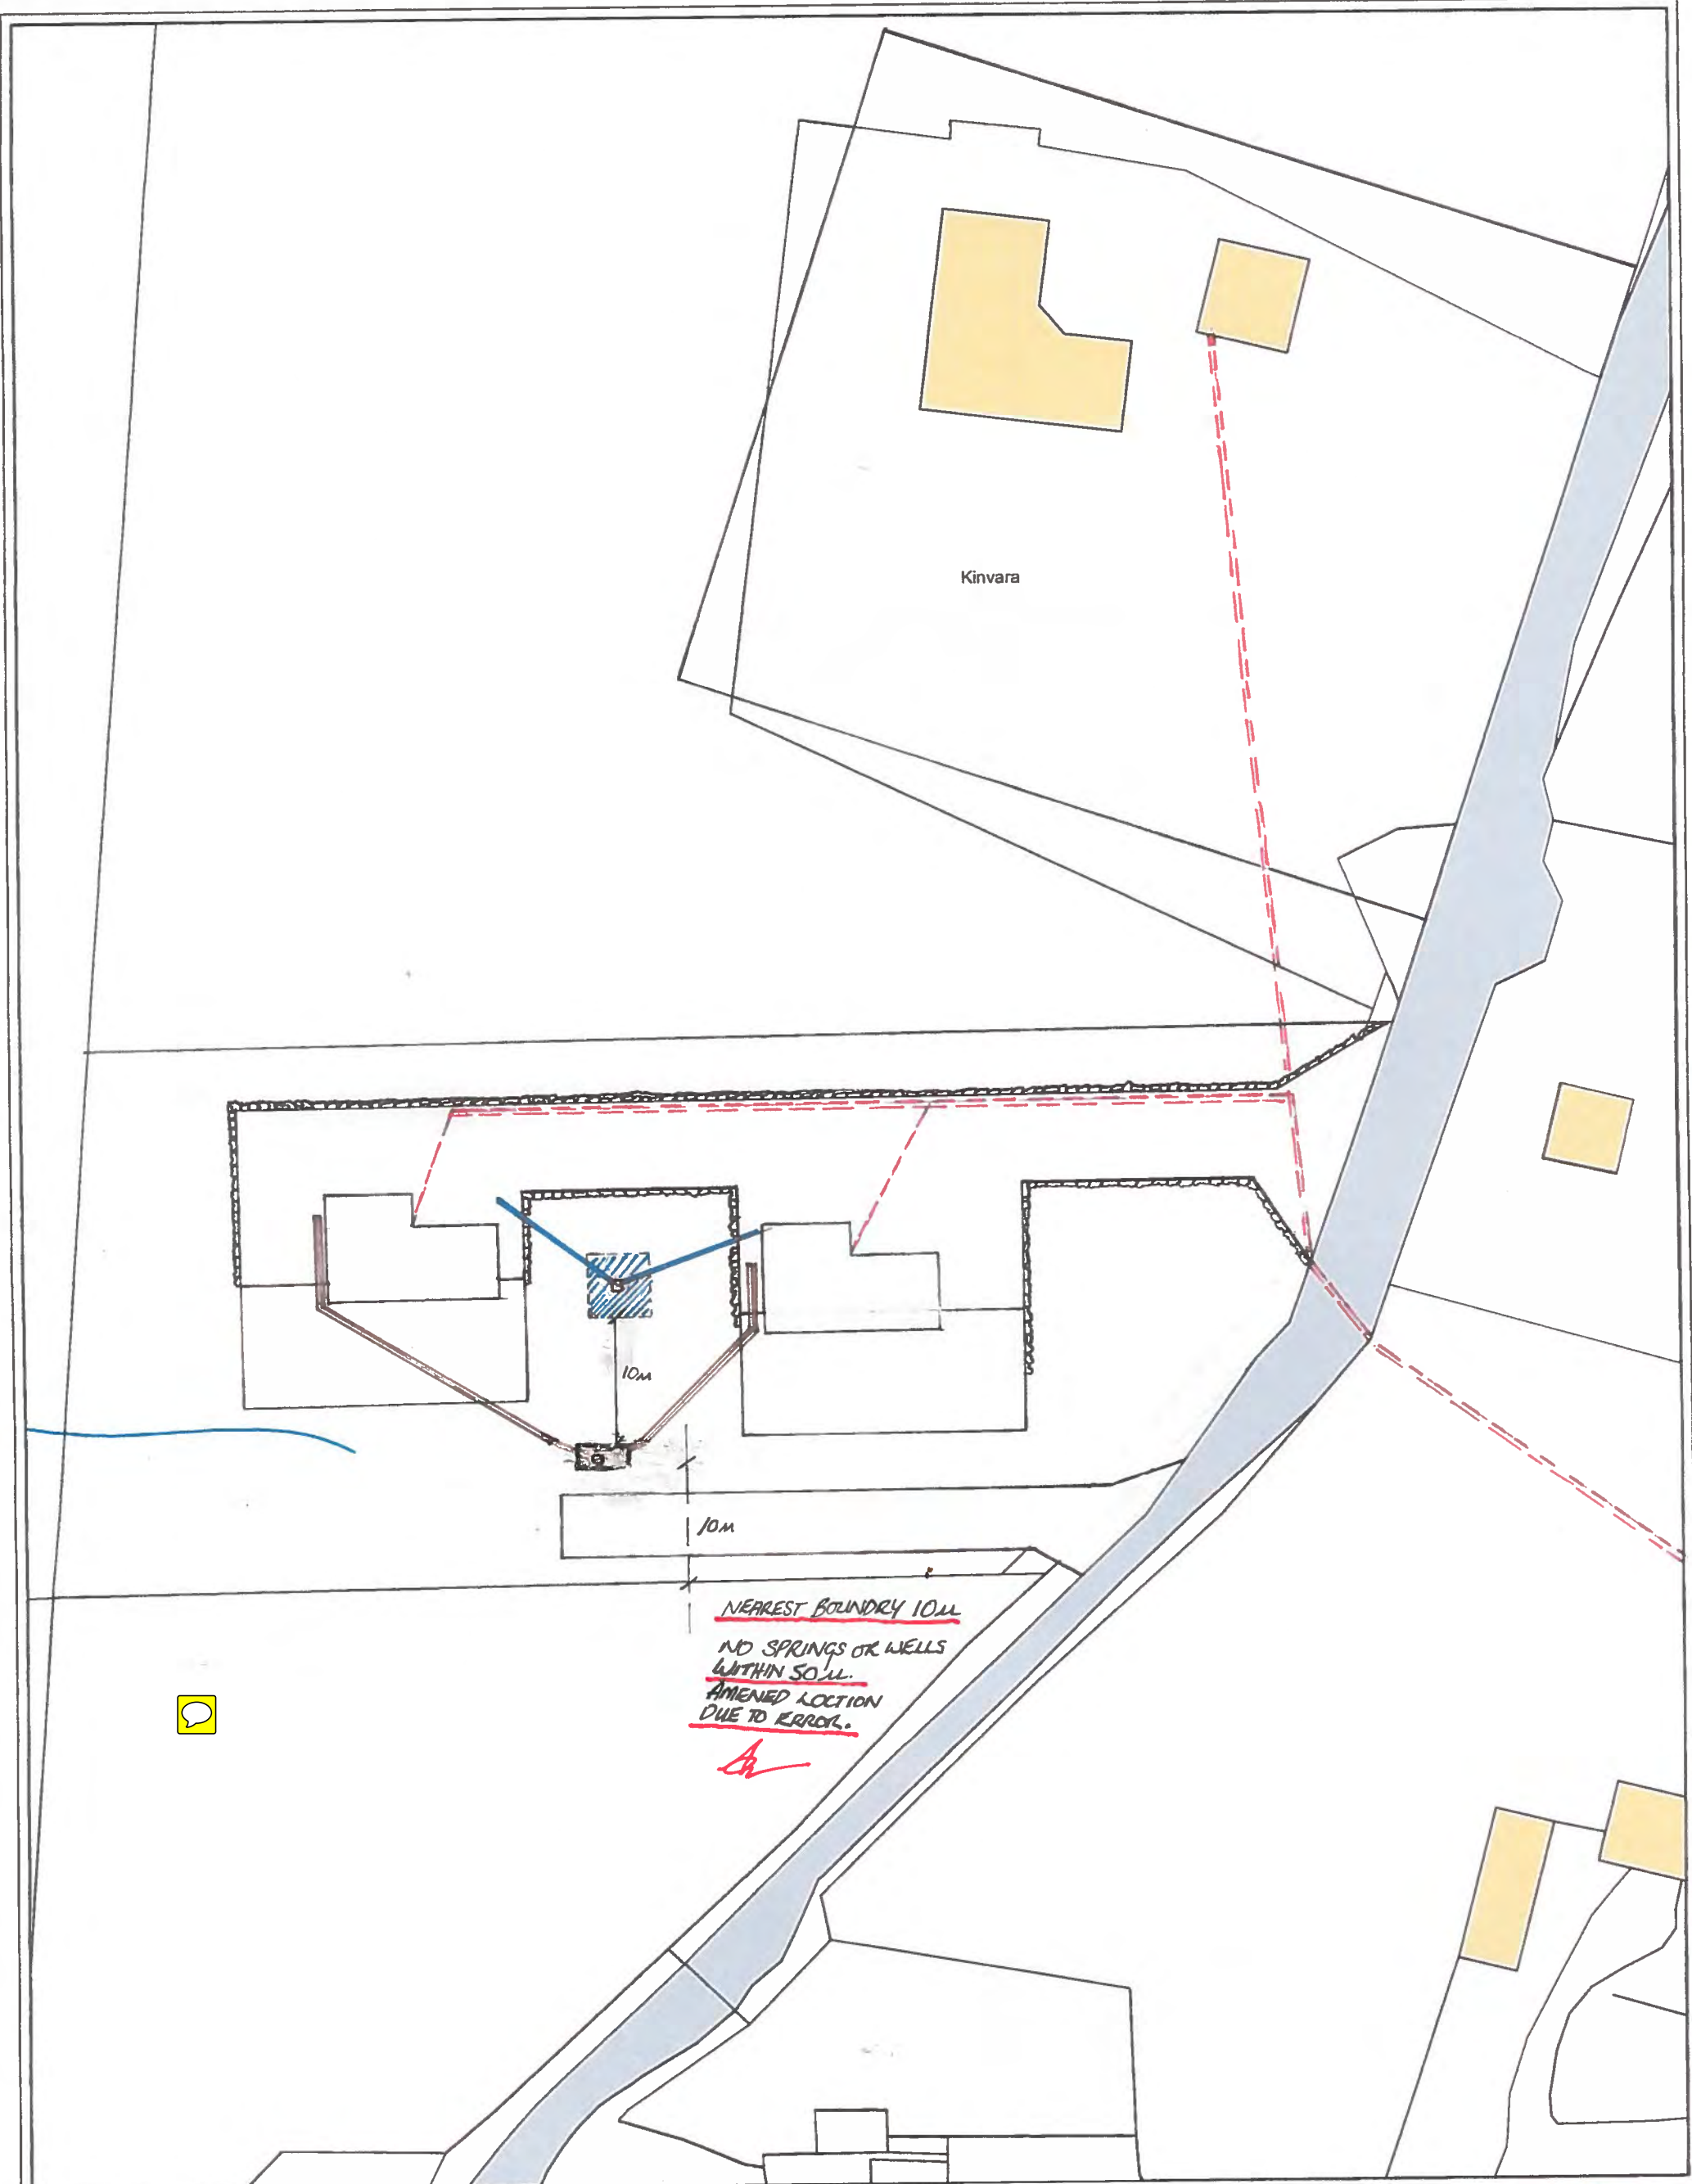 Kinvara
10M
10M
NEAREST BOUNDRY 10M
NO SPRINGS OR WELLS
WITHIN 50M.
AMENED LOCTION
DUE TO ERROR.